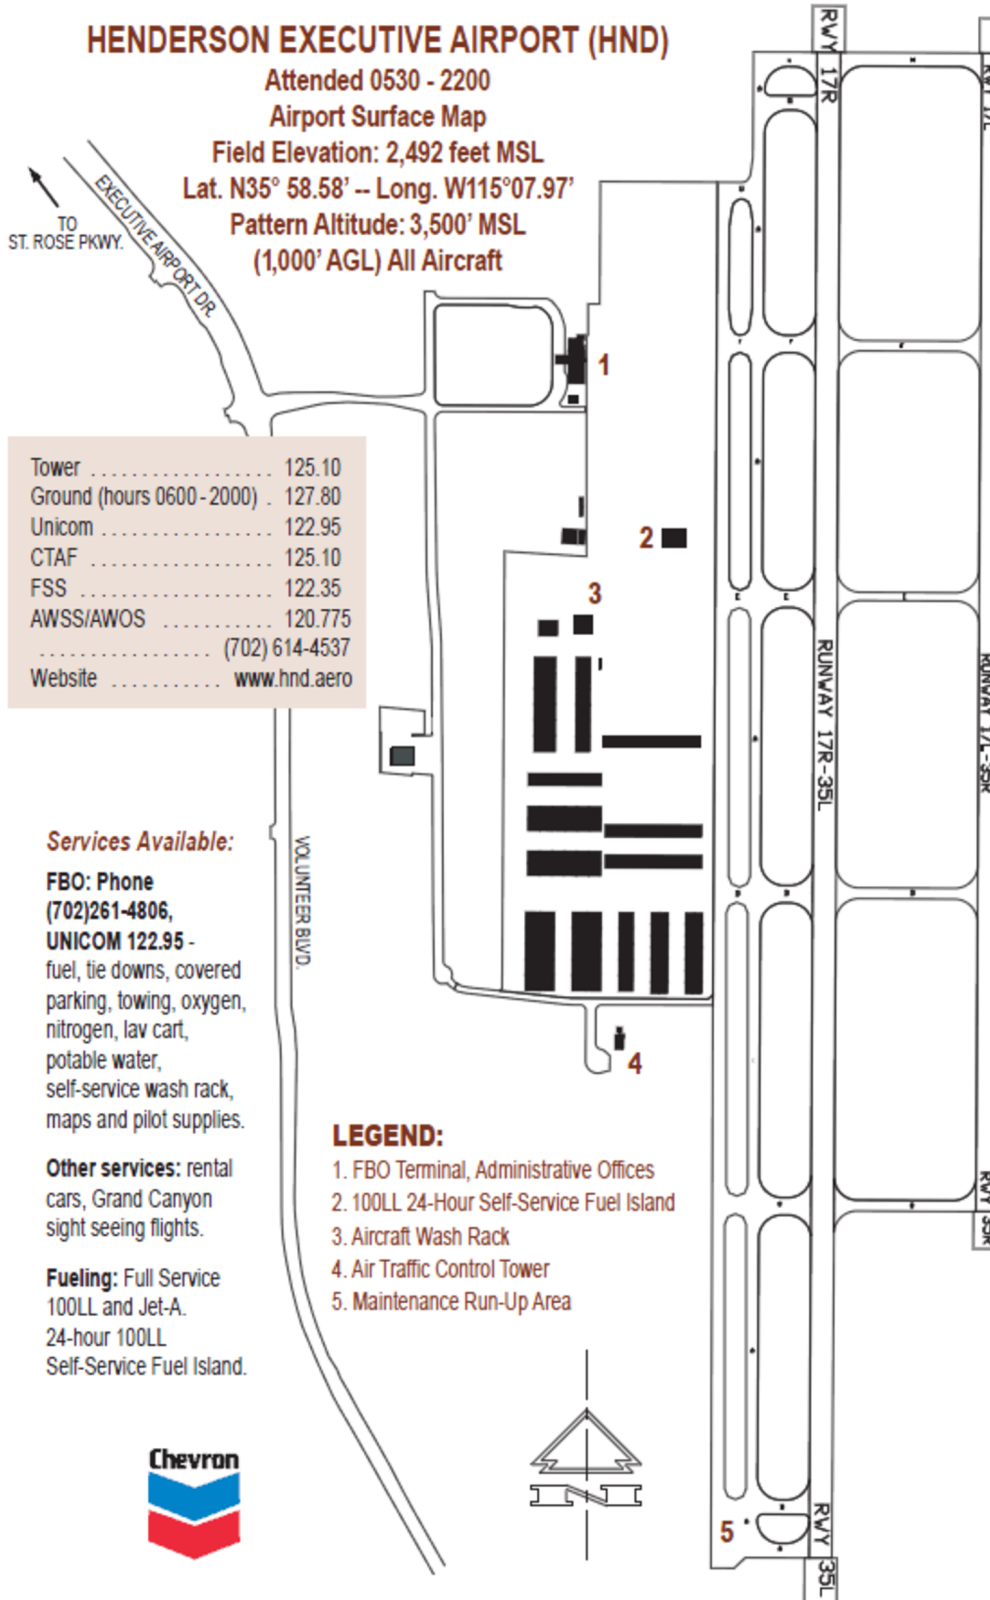 HENDERSON EXECUTIVE AIRPORT (HND)
Attended 0530 - 2200
Airport Surface Map
Field Elevation: 2,492 feet MSL
Lat. N35° 58.58’ -- Long. W115°07.97’
Pattern Altitude: 3,500’ MSL
(1,000’ AGL) All Aircraft
TO
ST. ROSE PKWY.
EXECUTIVE AIRPORT DR.
RWY 17R
RWY 17L
1
2
3
Tower .................. 125.10
Ground (hours 0600 - 2000) . 127.80
Unicom ................. 122.95
CTAF .................. 125.10
FSS ................... 122.35
AWSS/AWOS ........... 120.775
................. (702) 614-4537
Website ........... www.hnd.aero
RUNWAY 17R-35L
RUNWAY 17L-35R
VOLUNTEER BLVD.
Services Available:
FBO: Phone
(702)261-4806,
UNICOM 122.95 -
fuel, tie downs, covered
parking, towing, oxygen,
nitrogen, lav cart,
potable water,
self-service wash rack,
maps and pilot supplies.
Other services: rental
cars, Grand Canyon
sight seeing flights.
Fueling: Full Service
100LL and Jet-A.
24-hour 100LL
Self-Service Fuel Island.
4
LEGEND:
1. FBO Terminal, Administrative Offices
2. 100LL 24-Hour Self-Service Fuel Island
3. Aircraft Wash Rack
4. Air Traffic Control Tower
5. Maintenance Run-Up Area
RWY 35R
Chevron
N
5
RWY 35L